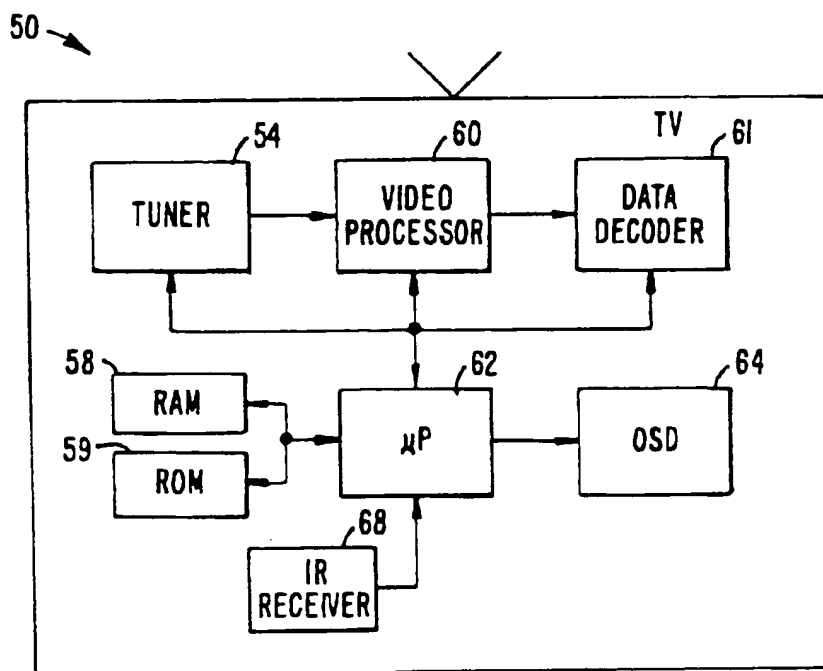 50
TV
54
60
61
TUNER
VIDEO
PROCESSOR
DATA
DECODER
58
RAM
59
ROM
62
μP
64
OSD
68
IR
RECEIVER